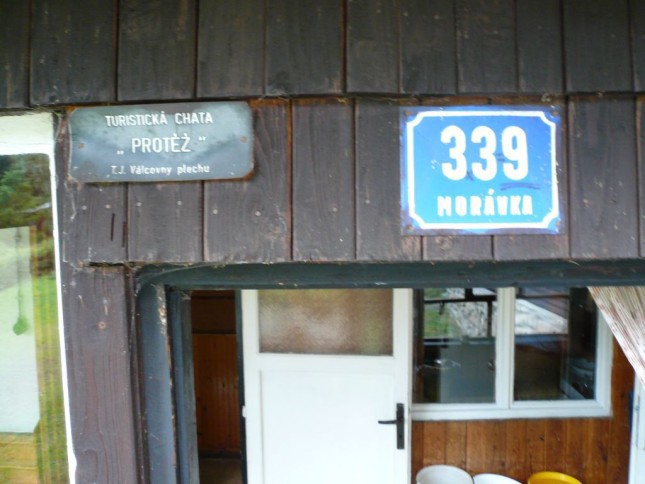 TURISTICKÁ CHATA
„ PROTĚŽ "
T.J. Válcovny plechu
339
MORÁVKA